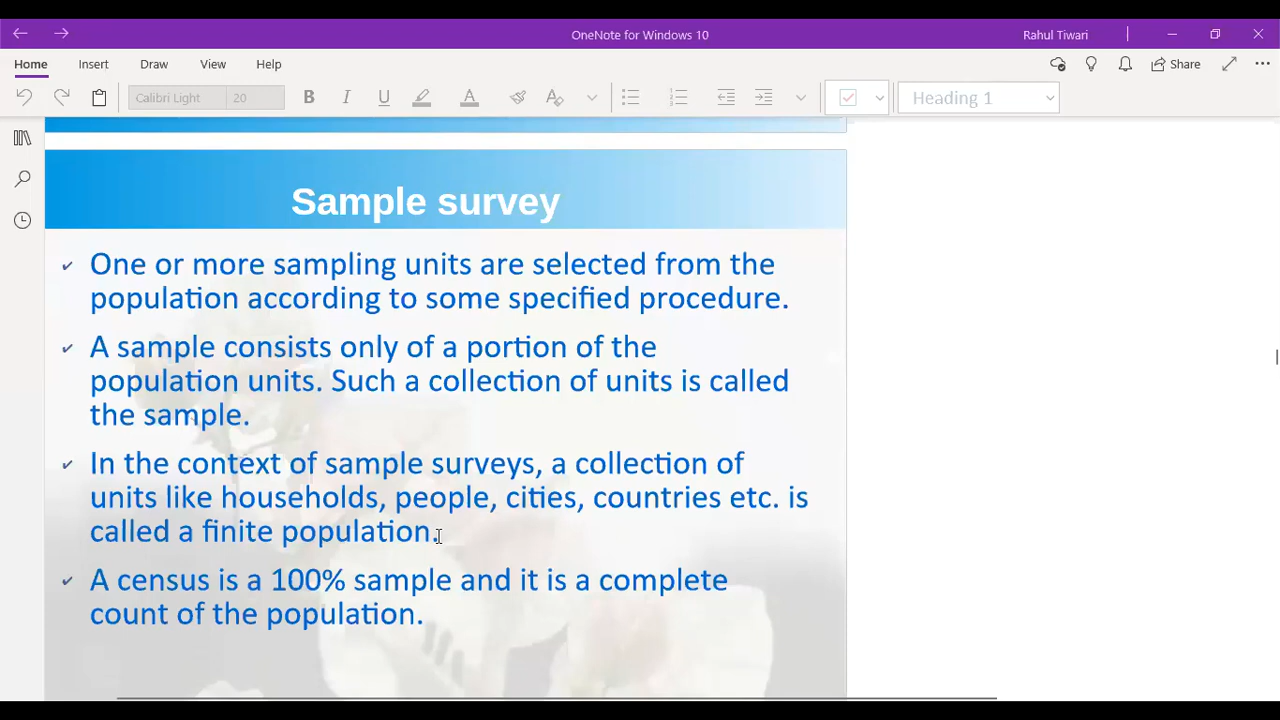 OneNote for Windows 10
Rahul Tiwari
Home Insert Draw View Help
Share
Calibri Light 20 B I U A Heading 1
Sample survey
✓ One or more sampling units are selected from the
population according to some specified procedure.
✓ A sample consists only of a portion of the
population units. Such a collection of units is called
the sample.
✓ In the context of sample surveys, a collection of
units like households, people, cities, countries etc. is
called a finite population.
✓ A census is a 100% sample and it is a complete
count of the population.